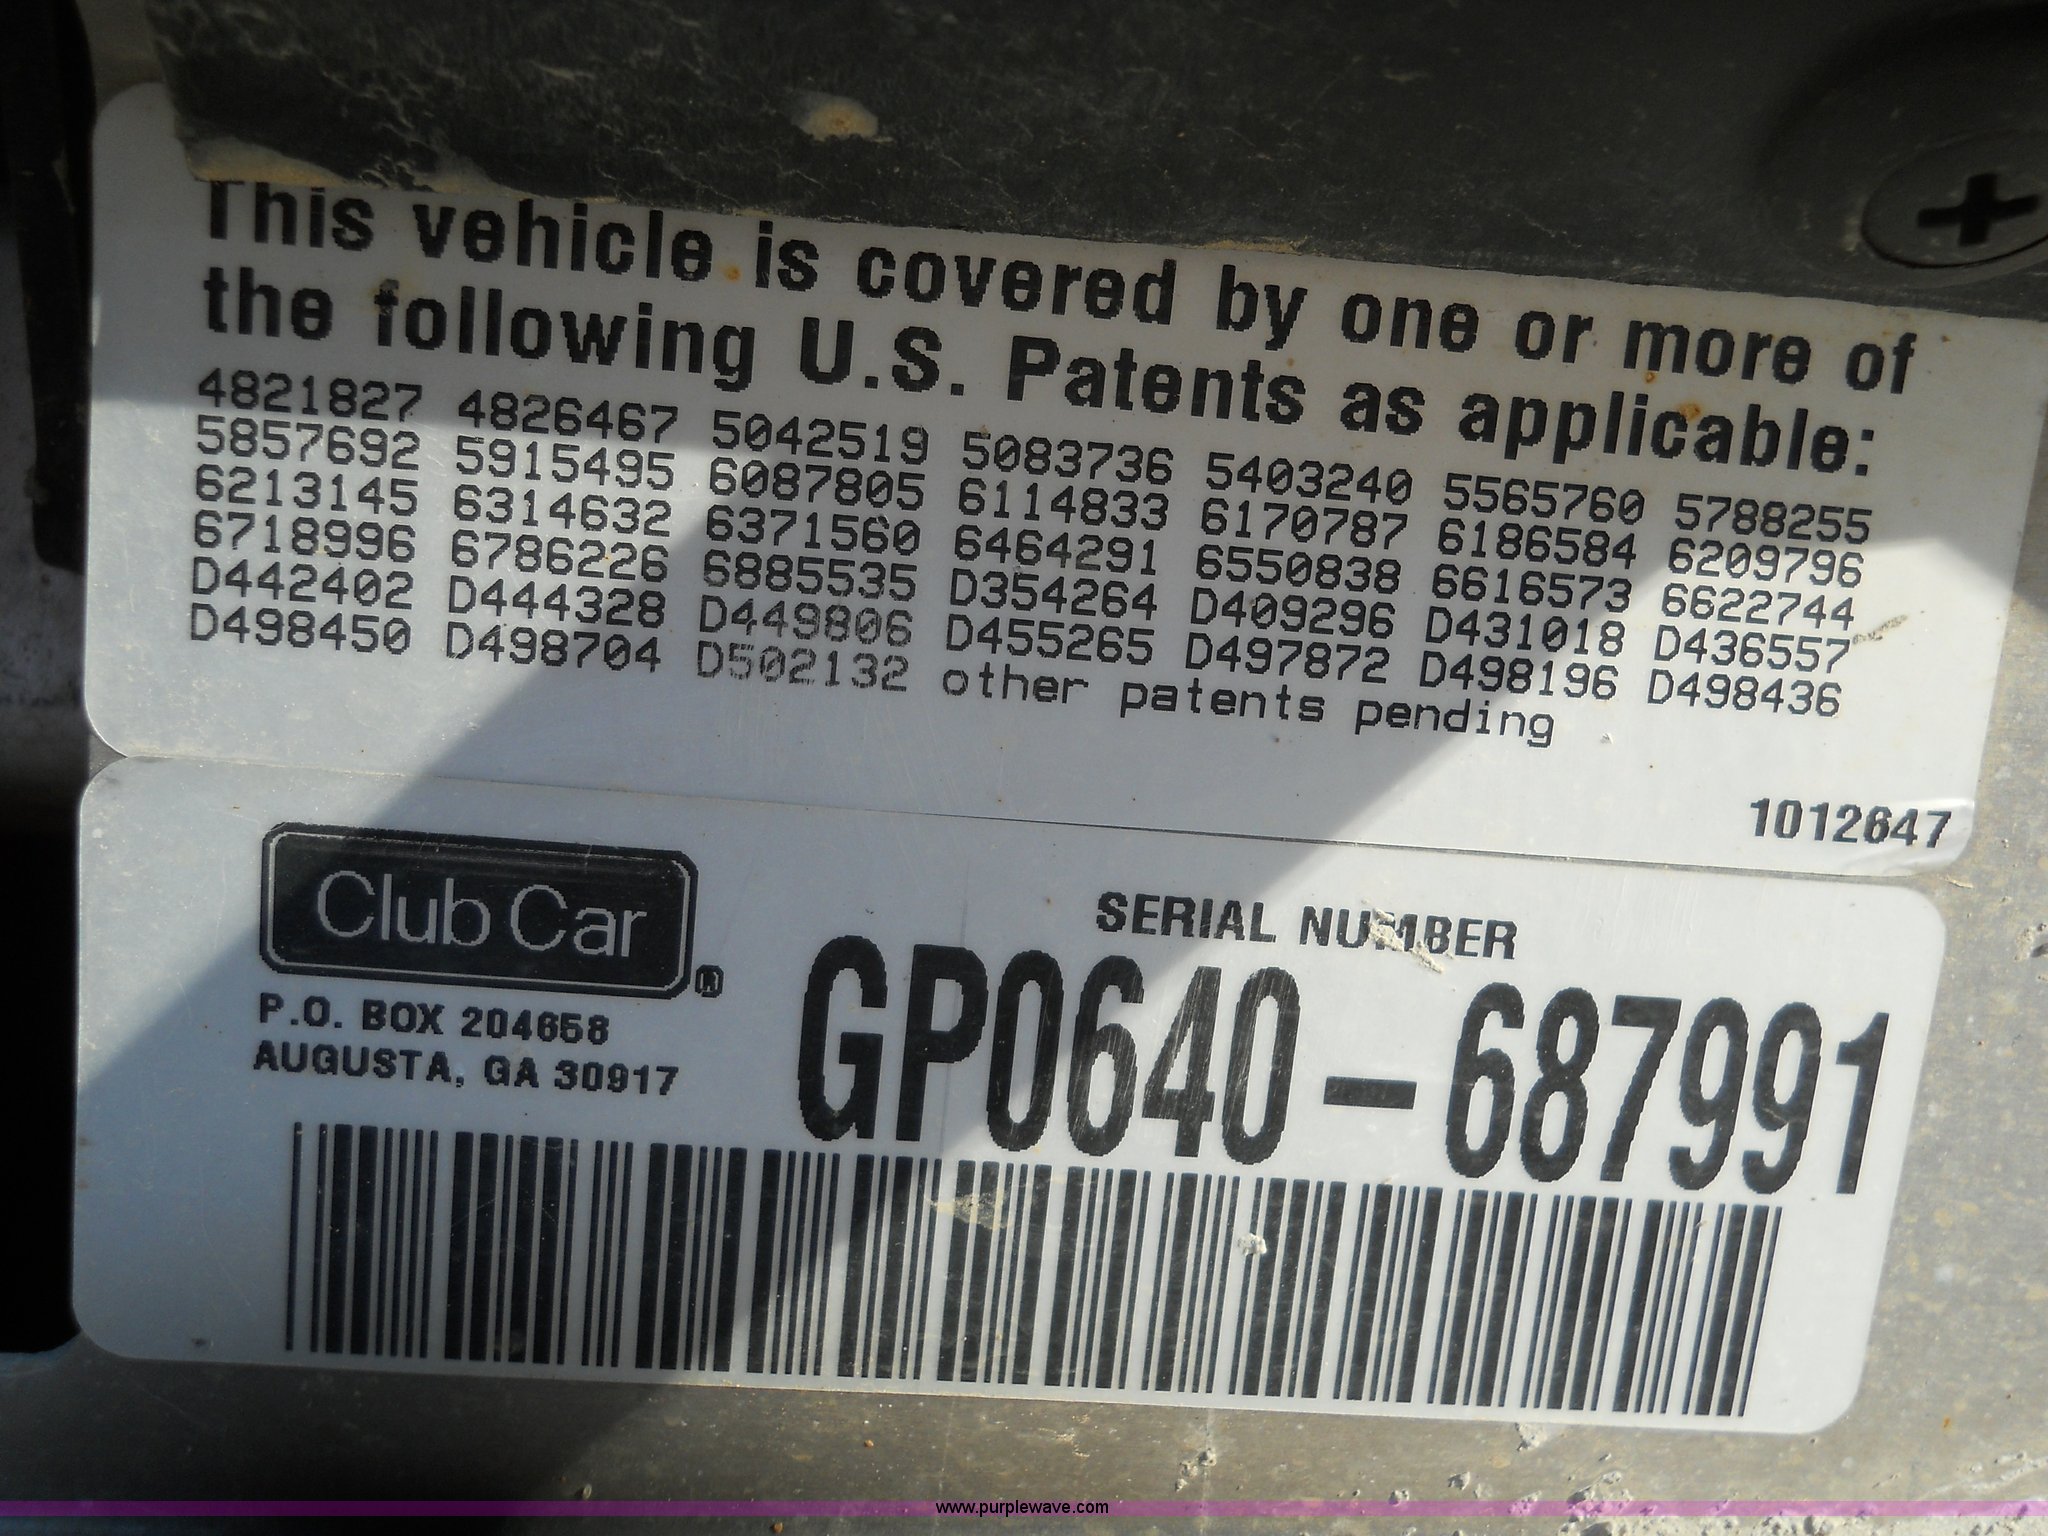 This vehicle is covered by one or more of
the following U.S. Patents as applicable:
4821827 4826467 5042519 5083736 5403240 5565760 5788255
5857692 5915495 6087805 6114833 6170787 6186584 6209796
6213145 6314632 6371560 6464291 6550838 6616573 6622744
6718996 6786226 6885535 D354264 D409296 D431018 D436557
D442402 D444328 D449806 D455265 D497872 D498196 D498436
D498450 D498704 D502132 other patents pending
1012647
Club Car®
P.O. BOX 204658
AUGUSTA, GA 30917
SERIAL NUMBER
GP0640-687991
www.purplewave.com